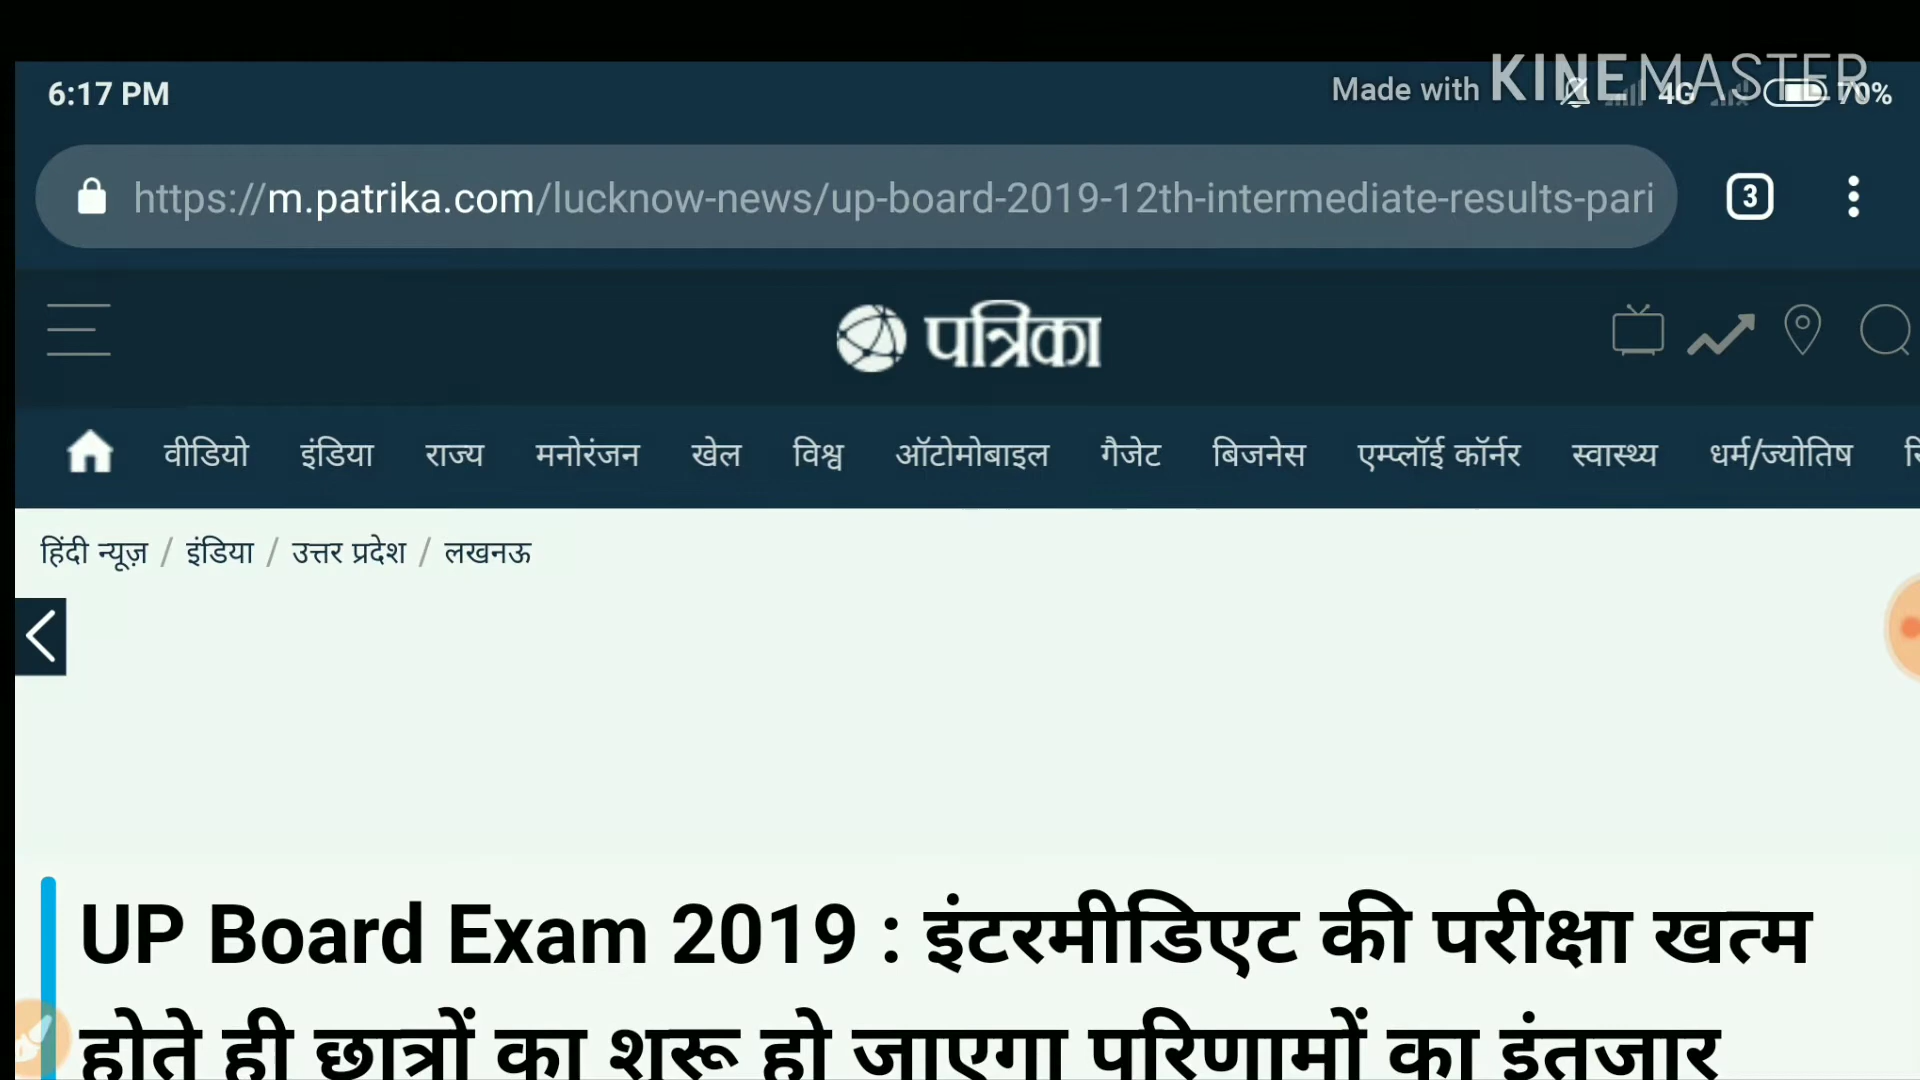 6:17 PM
Made with KINEMASTER
4G 70%
https://m.patrika.com/lucknow-news/up-board-2019-12th-intermediate-results-pari
3
पत्रिका
वीडियो इंडिया राज्य मनोरंजन खेल विश्व ऑटोमोबाइल गैजेट बिजनेस एम्प्लॉई कॉर्नर स्वास्थ्य धर्म/ज्योतिष
हिंदी न्यूज़ / इंडिया / उत्तर प्रदेश / लखनऊ
UP Board Exam 2019 : इंटरमीडिएट की परीक्षा खत्म
होते ही छात्रों का शुरू हो जाएगा परिणामों का इंतजार